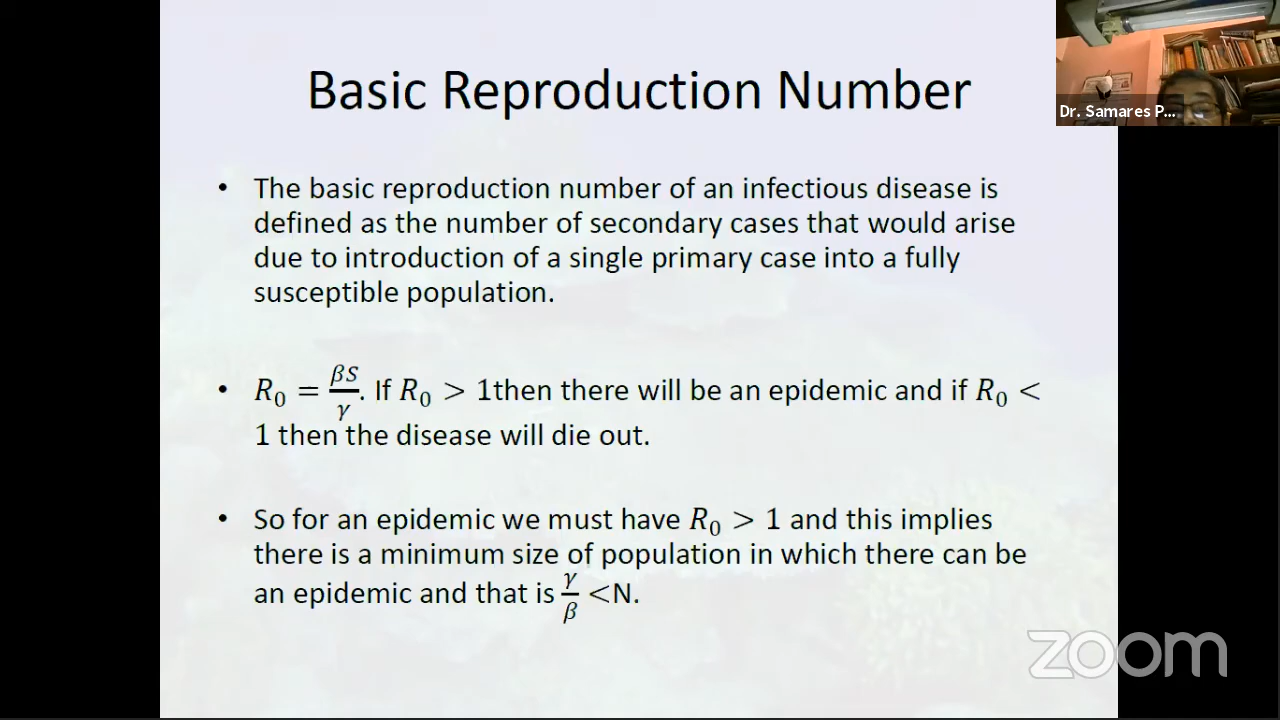 Basic Reproduction Number
Dr. Samares P...
• The basic reproduction number of an infectious disease is
defined as the number of secondary cases that would arise
due to introduction of a single primary case into a fully
susceptible population.
• R₀ = βS/γ. If R₀ > 1then there will be an epidemic and if R₀ <
1 then the disease will die out.
• So for an epidemic we must have R₀ > 1 and this implies
there is a minimum size of population in which there can be
an epidemic and that is γ/β <N.
zoom